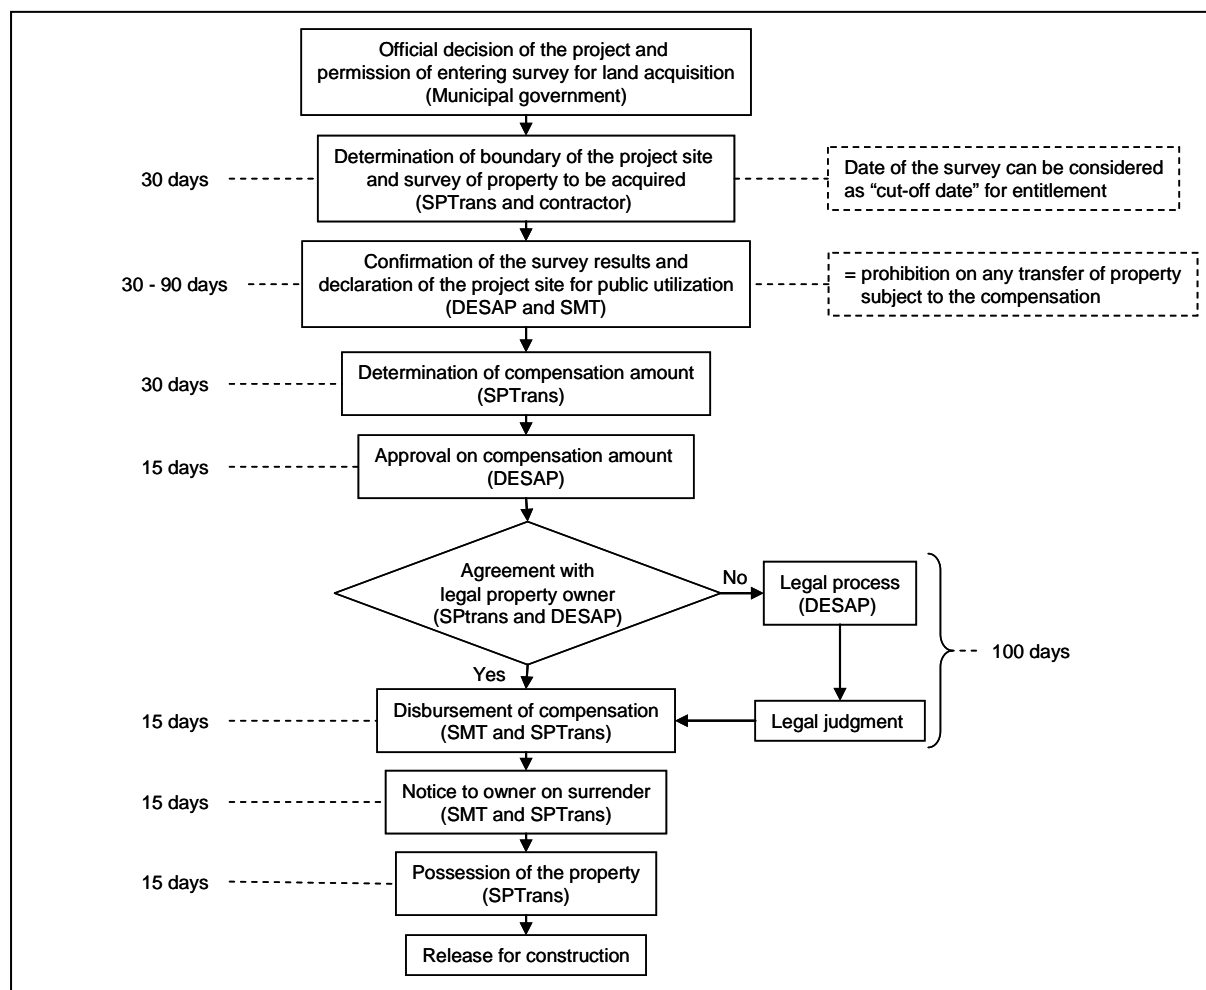 Official decision of the project and
permission of entering survey for land acquisition
(Municipal government)
30 days
Determination of boundary of the project site
and survey of property to be acquired
(SPTrans and contractor)
Date of the survey can be considered
as “cut-off date” for entitlement
30 - 90 days
Confirmation of the survey results and
declaration of the project site for public utilization
(DESAP and SMT)
= prohibition on any transfer of property
subject to the compensation
30 days
Determination of compensation amount
(SPTrans)
15 days
Approval on compensation amount
(DESAP)
Agreement with
legal property owner
(SPtrans and DESAP)
No
Legal process
(DESAP)
100 days
Yes
15 days
Disbursement of compensation
(SMT and SPTrans)
Legal judgment
15 days
Notice to owner on surrender
(SMT and SPTrans)
15 days
Possession of the property
(SPTrans)
Release for construction